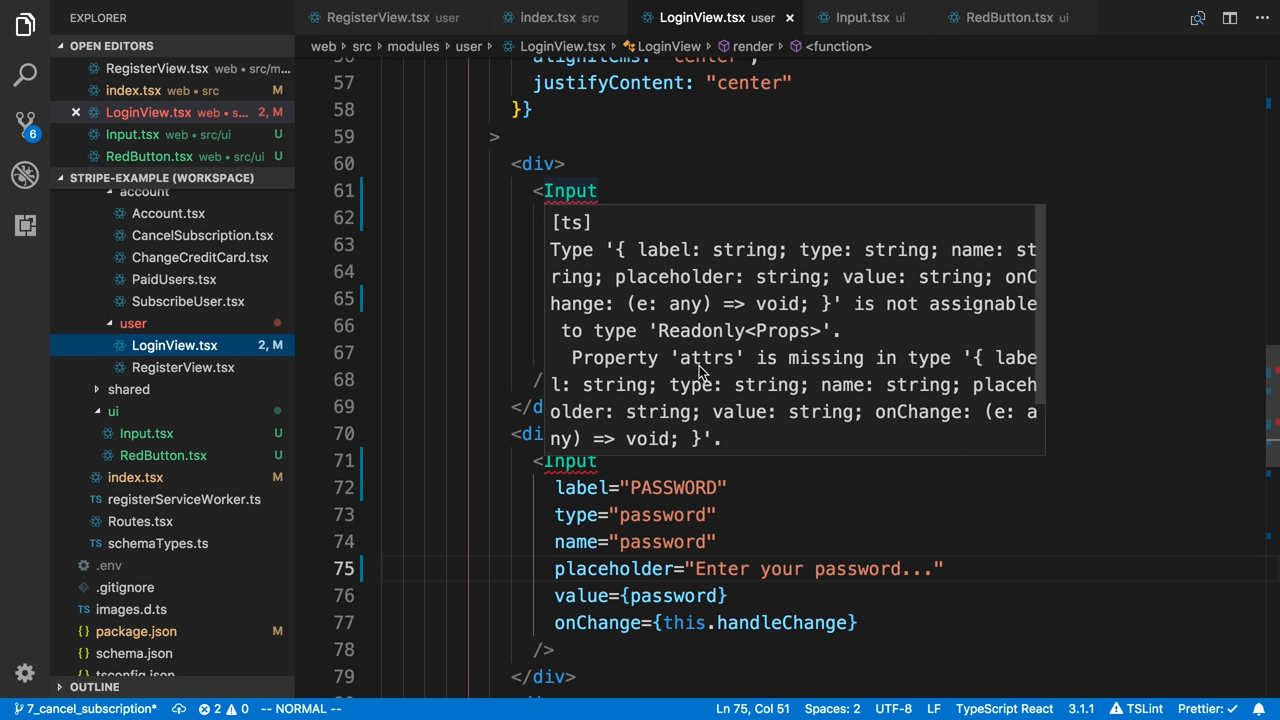 EXPLORER
RegisterView.tsx user
index.tsx src
LoginView.tsx user ×
Input.tsx ui
RedButton.tsx ui
OPEN EDITORS
RegisterView.tsx web • src/m...
index.tsx web • src M
× LoginView.tsx web • s... 2, M
Input.tsx web • src/ui U
RedButton.tsx web • src/ui U
STRIPE-EXAMPLE (WORKSPACE)
account
Account.tsx
CancelSubscription.tsx
ChangeCreditCard.tsx
PaidUsers.tsx
SubscribeUser.tsx
user
LoginView.tsx 2, M
RegisterView.tsx
shared
ui
Input.tsx U
RedButton.tsx U
index.tsx M
TS registerServiceWorker.ts
Routes.tsx
TS schemaTypes.ts
.env
.gitignore
TS images.d.ts
{} package.json M
{} schema.json
tsconfig.json
OUTLINE
6
web src modules user LoginView.tsx LoginView render <function>
56 alignItems: "center",
57 justifyContent: "center"
58 }}
59 >
60 <div>
61 <Input
62
63
64
65
66
67
68 /
69 </d
70 <di
71 <Input
72 label="PASSWORD"
73 type="password"
74 name="password"
75 placeholder="Enter your password..."
76 value={password}
77 onChange={this.handleChange}
78 />
79 </div>
[ts]
Type '{ label: string; type: string; name: st
ring; placeholder: string; value: string; onC
hange: (e: any) => void; }' is not assignable
to type 'Readonly<Props>'.
Property 'attrs' is missing in type '{ labe
l: string; type: string; name: string; placeh
older: string; value: string; onChange: (e: a
ny) => void; }'.
7_cancel_subscription* 2 0 -- NORMAL -- Ln 75, Col 51 Spaces: 2 UTF-8 LF TypeScript React 3.1.1 TSLint Prettier: ✓